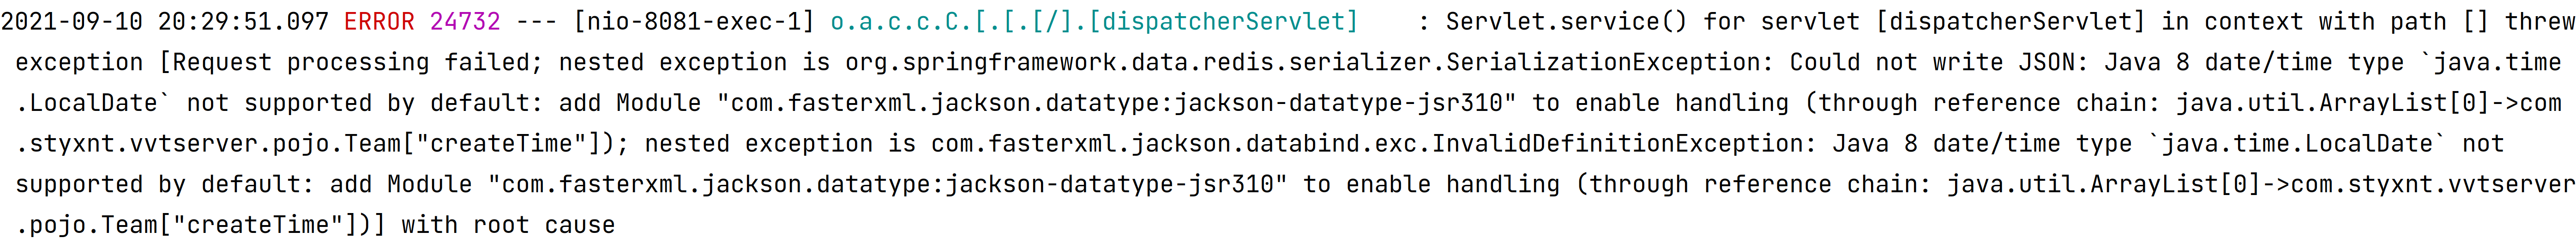 2021-09-10 20:29:51.097 ERROR 24732 --- [nio-8081-exec-1] o.a.c.c.C.[.[.[/].[dispatcherServlet]    : Servlet.service() for servlet [dispatcherServlet] in context with path [] threw
exception [Request processing failed; nested exception is org.springframework.data.redis.serializer.SerializationException: Could not write JSON: Java 8 date/time type `java.time
.LocalDate` not supported by default: add Module "com.fasterxml.jackson.datatype:jackson-datatype-jsr310" to enable handling (through reference chain: java.util.ArrayList[0]->com
.styxnt.vvtserver.pojo.Team["createTime"]); nested exception is com.fasterxml.jackson.databind.exc.InvalidDefinitionException: Java 8 date/time type `java.time.LocalDate` not
supported by default: add Module "com.fasterxml.jackson.datatype:jackson-datatype-jsr310" to enable handling (through reference chain: java.util.ArrayList[0]->com.styxnt.vvtserver
.pojo.Team["createTime"])] with root cause